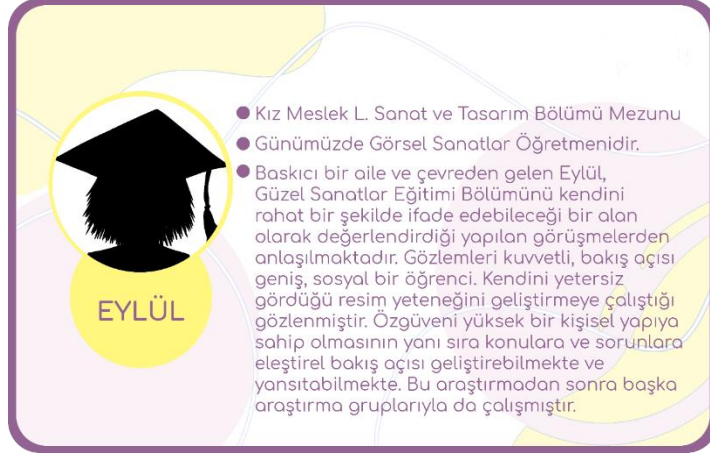 Kız Meslek L. Sanat ve Tasarım Bölümü Mezunu
Günümüzde Görsel Sanatlar Öğretmenidir.
Baskıcı bir aile ve çevreden gelen Eylül,
Güzel Sanatlar Eğitimi Bölümünü kendini
rahat bir şekilde ifade edebileceği bir alan
olarak değerlendirdiği yapılan görüşmelerden
anlaşılmaktadır. Gözlemleri kuvvetli, bakış açısı
geniş, sosyal bir öğrenci. Kendini yetersiz
gördüğü resim yeteneğini geliştirmeye çalıştığı
gözlenmiştir. Özgüveni yüksek bir kişisel yapıya
sahip olmasının yanı sıra konulara ve sorunlara
eleştirel bakış açısı geliştirebilmekte ve
yansıtabilmekte. Bu araştırmadan sonra başka
araştırma gruplarıyla da çalışmıştır.
EYLÜL